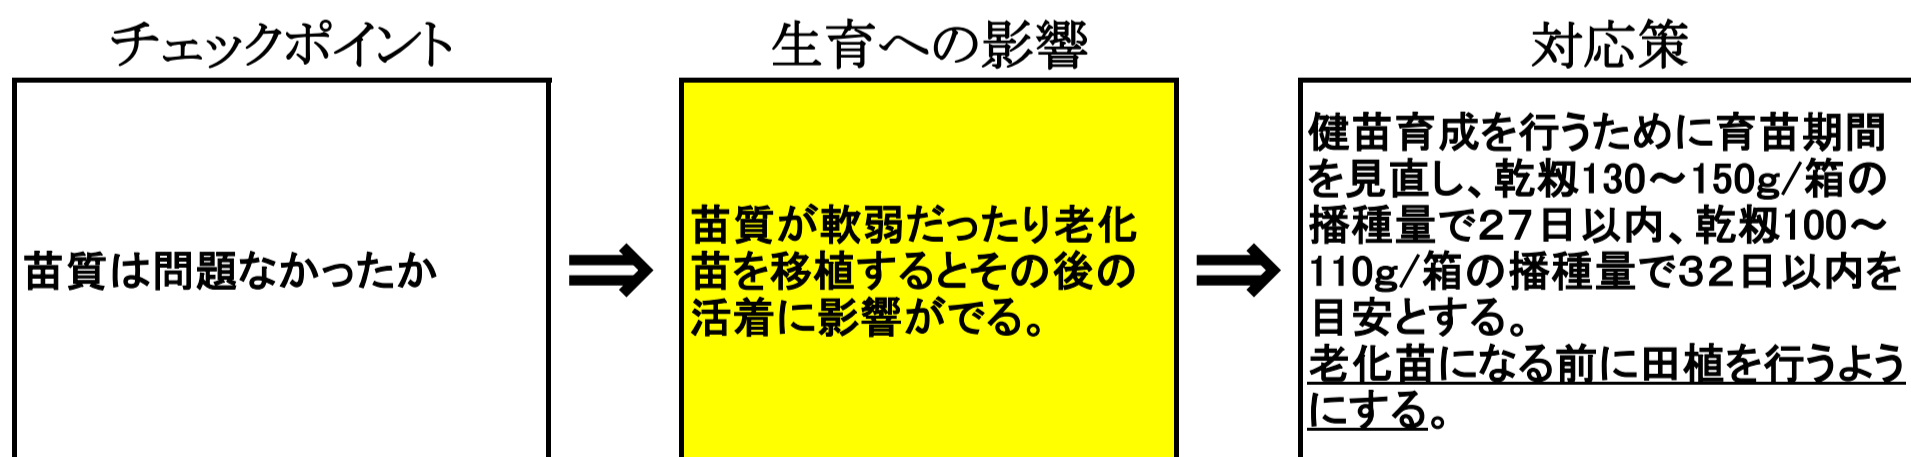 チェックポイント
生育への影響
対応策
苗質は問題なかったか
⇒
苗質が軟弱だったり老化
苗を移植するとその後の
活着に影響がでる。
⇒
健苗育成を行うために育苗期間
を見直し、乾籾130～150g/箱の
播種量で２７日以内、乾籾100～
110g/箱の播種量で３２日以内を
目安とする。
老化苗になる前に田植を行うよう
にする。